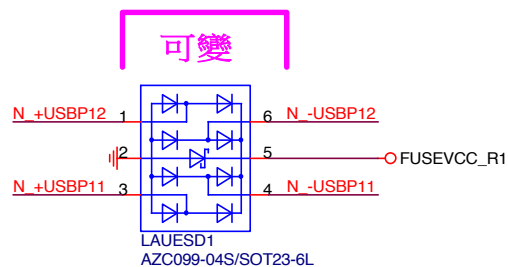 可變
N_+USBP12 1 6 N_-USBP12
2 5 FUSEVCC_R1
N_+USBP11 3 4 N_-USBP11
LAUESD1
AZC099-04S/SOT23-6L